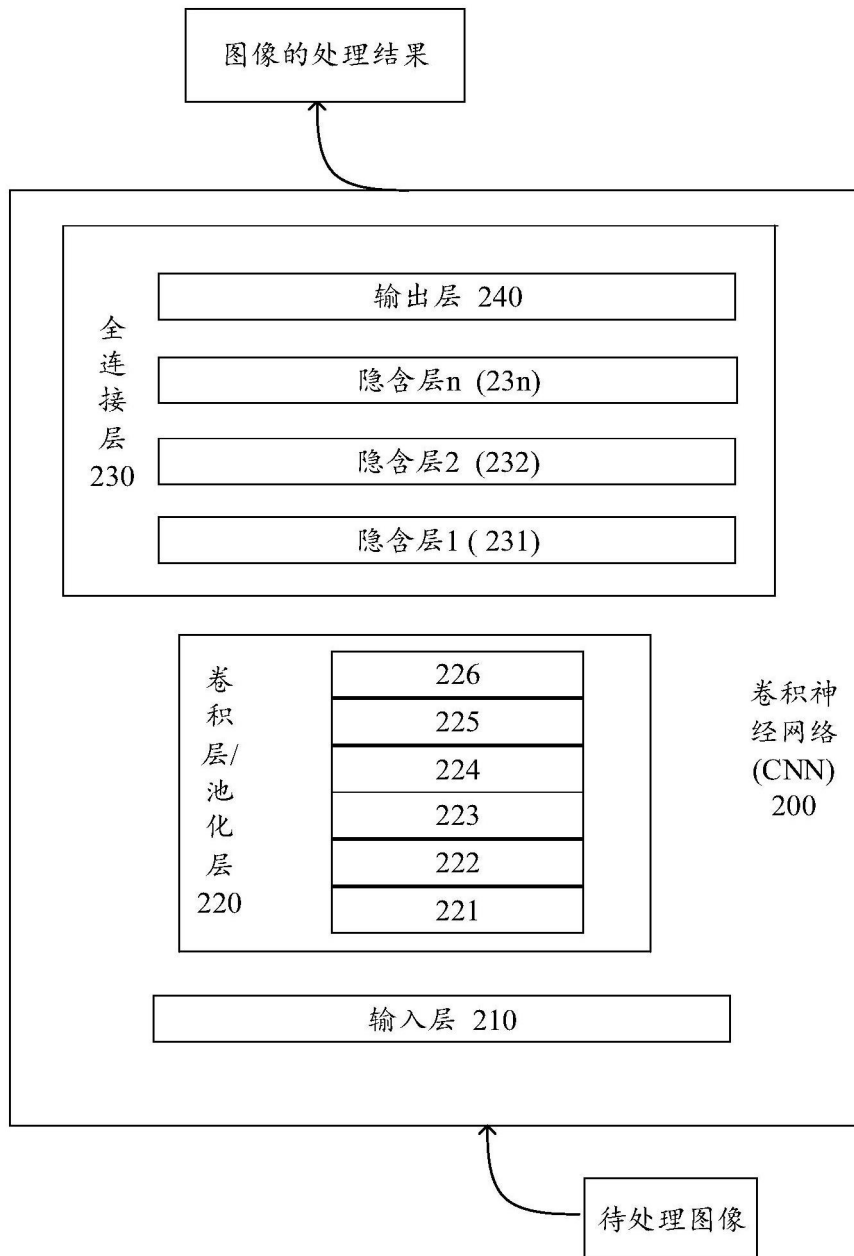 图像的处理结果
输出层 240
全
连
接
层
230
隐含层n (23n)
隐含层2 (232)
隐含层1 ( 231)
卷
积
层/
池
化
层
220
226
225
224
223
222
221
卷积神
经网络
(CNN)
200
输入层 210
待处理图像